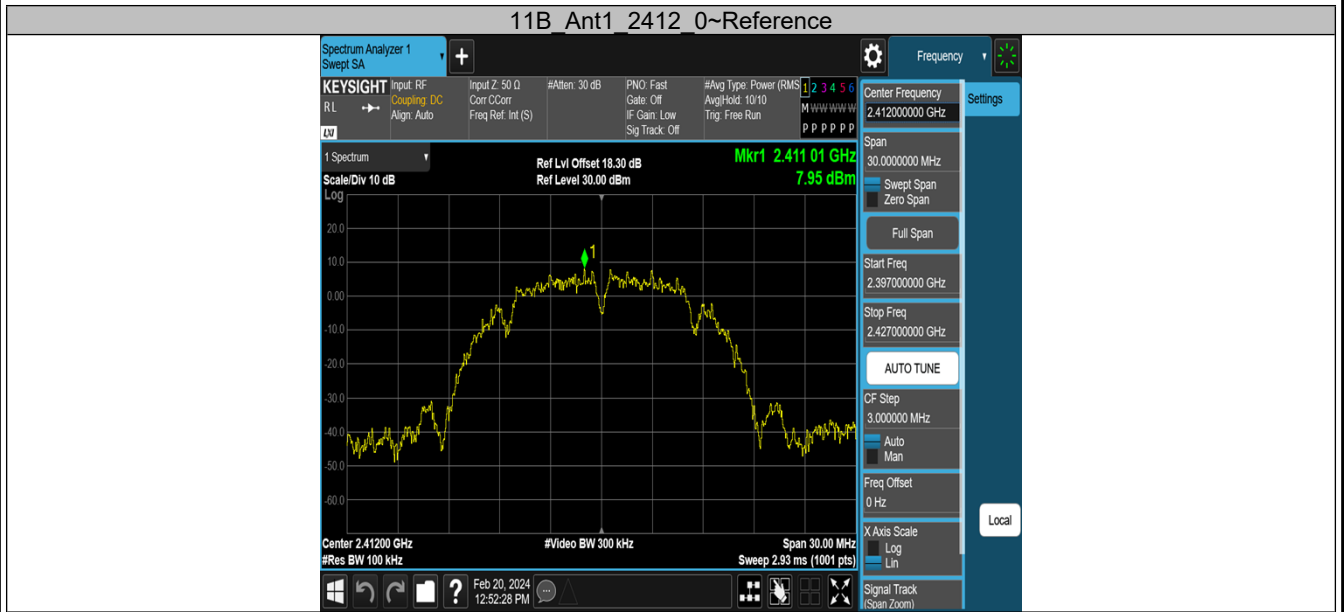 11B_Ant1_2412_0~Reference
Spectrum Analyzer 1
Swept SA
+
Frequency
KEYSIGHT
RL
LXI
Input: RF
Coupling: DC
Align: Auto
Input Z: 50 Ω
Corr CCorr
Freq Ref: Int (S)
#Atten: 30 dB
PNO: Fast
Gate: Off
IF Gain: Low
Sig Track: Off
#Avg Type: Power (RMS
Avg|Hold: 10/10
Trig: Free Run
1 2 3 4 5 6
M W W W W W
P P P P P P
Center Frequency
2.412000000 GHz
Settings
Span
30.0000000 MHz
Swept Span
Zero Span
Full Span
Start Freq
2.397000000 GHz
Stop Freq
2.427000000 GHz
AUTO TUNE
CF Step
3.000000 MHz
Auto
Man
Freq Offset
0 Hz
X Axis Scale
Log
Lin
Local
Signal Track
(Span Zoom)
1 Spectrum
Scale/Div 10 dB
Log
Ref Lvl Offset 18.30 dB
Ref Level 30.00 dBm
Mkr1 2.411 01 GHz
7.95 dBm
20.0
10.0
1
0.00
-10.0
-20.0
-30.0
-40.0
-50.0
-60.0
Center 2.41200 GHz
#Video BW 300 kHz
Span 30.00 MHz
#Res BW 100 kHz
Sweep 2.93 ms (1001 pts)
?
Feb 20, 2024
12:52:28 PM